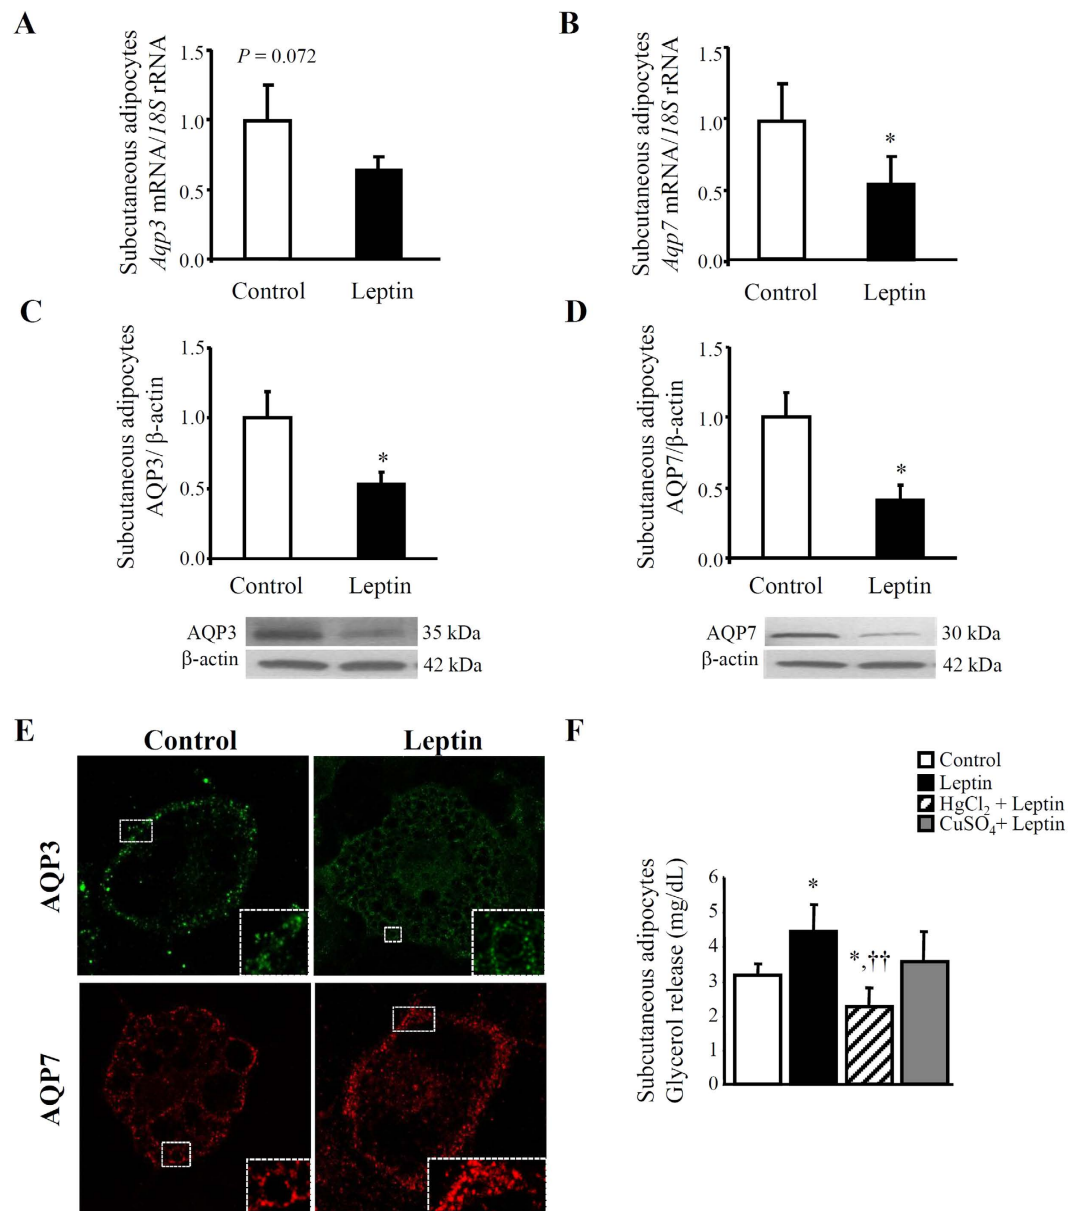 A
Subcutaneous adipocytes
Aqp3 mRNA/18S rRNA
1.5
1.0
0.5
0.0
P = 0.072
Control
Leptin
B
Subcutaneous adipocytes
Aqp7 mRNA/18S rRNA
1.5
1.0
0.5
0.0
*
Control
Leptin
C
Subcutaneous adipocytes
AQP3/ β-actin
1.5
1.0
0.5
0.0
*
Control
Leptin
AQP3
35 kDa
β-actin
42 kDa
D
Subcutaneous adipocytes
AQP7/β-actin
1.5
1.0
0.5
0.0
*
Control
Leptin
AQP7
30 kDa
β-actin
42 kDa
E
Control
Leptin
AQP3
AQP7
F
Control
Leptin
HgCl₂ + Leptin
CuSO₄+ Leptin
Subcutaneous adipocytes
Glycerol release (mg/dL)
6
5
4
3
2
1
0
*
*,††